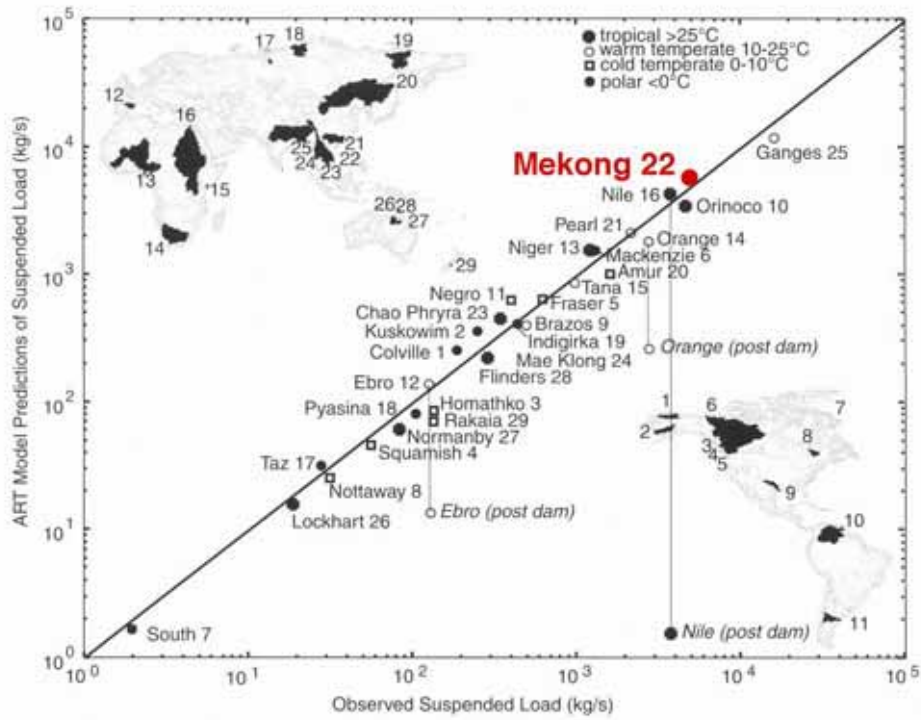 ART Model Predictions of Suspended Load (kg/s)
10^5
10^4
10^3
10^2
10^1
10^0
tropical >25°C
warm temperate 10-25°C
cold temperate 0-10°C
polar <0°C
17
18
19
12
16
20
13
15
25
24
21
22
23
14
26
28
27
29
Ganges 25
Mekong 22
Nile 16
Orinoco 10
Pearl 21
Orange 14
Niger 13
Mackenzie 6
Amur 20
Tana 15
Negro 11
Fraser 5
Chao Phryra 23
Brazos 9
Kuskowim 2
Indigirka 19
Orange (post dam)
Colville 1
Mae Klong 24
Flinders 28
Ebro 12
Homathko 3
Pyasina 18
Rakaia 29
Normanby 27
Squamish 4
Taz 17
Nottaway 8
Ebro (post dam)
Lockhart 26
South 7
Nile (post dam)
1
6
7
2
3
4
5
8
9
10
11
10^0
10^1
10^2
10^3
10^4
10^5
Observed Suspended Load (kg/s)